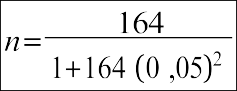 n = 164 / 1+164 (0 ,05)²